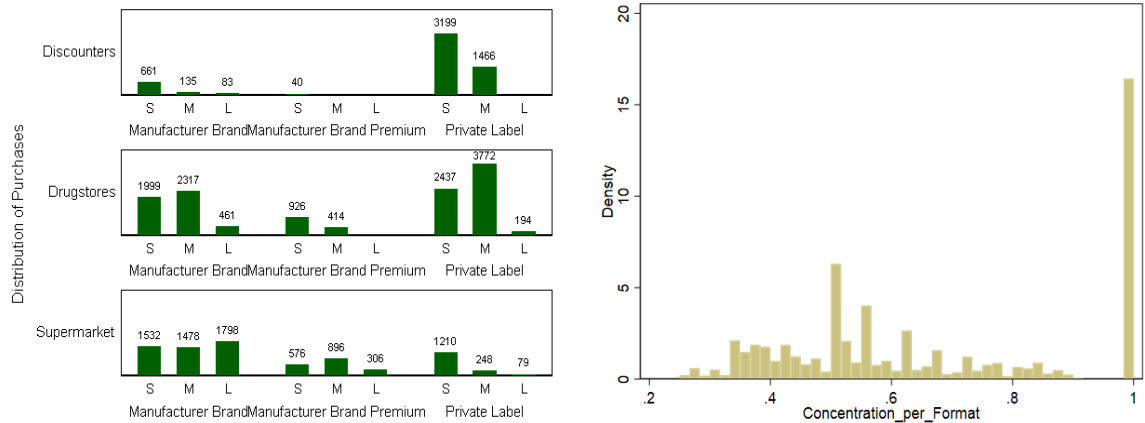 Distribution of Purchases
Discounters
661 135 83 40 3199 1466
S M L S M L S M L
Manufacturer Brand Manufacturer Brand Premium Private Label
Drugstores
1999 2317 461 926 414 2437 3772 194
S M L S M L S M L
Manufacturer Brand Manufacturer Brand Premium Private Label
Supermarket
1532 1478 1798 576 896 306 1210 248 79
S M L S M L S M L
Manufacturer Brand Manufacturer Brand Premium Private Label
Density
20
15
10
5
0
.2 .4 .6 .8 1
Concentration_per_Format